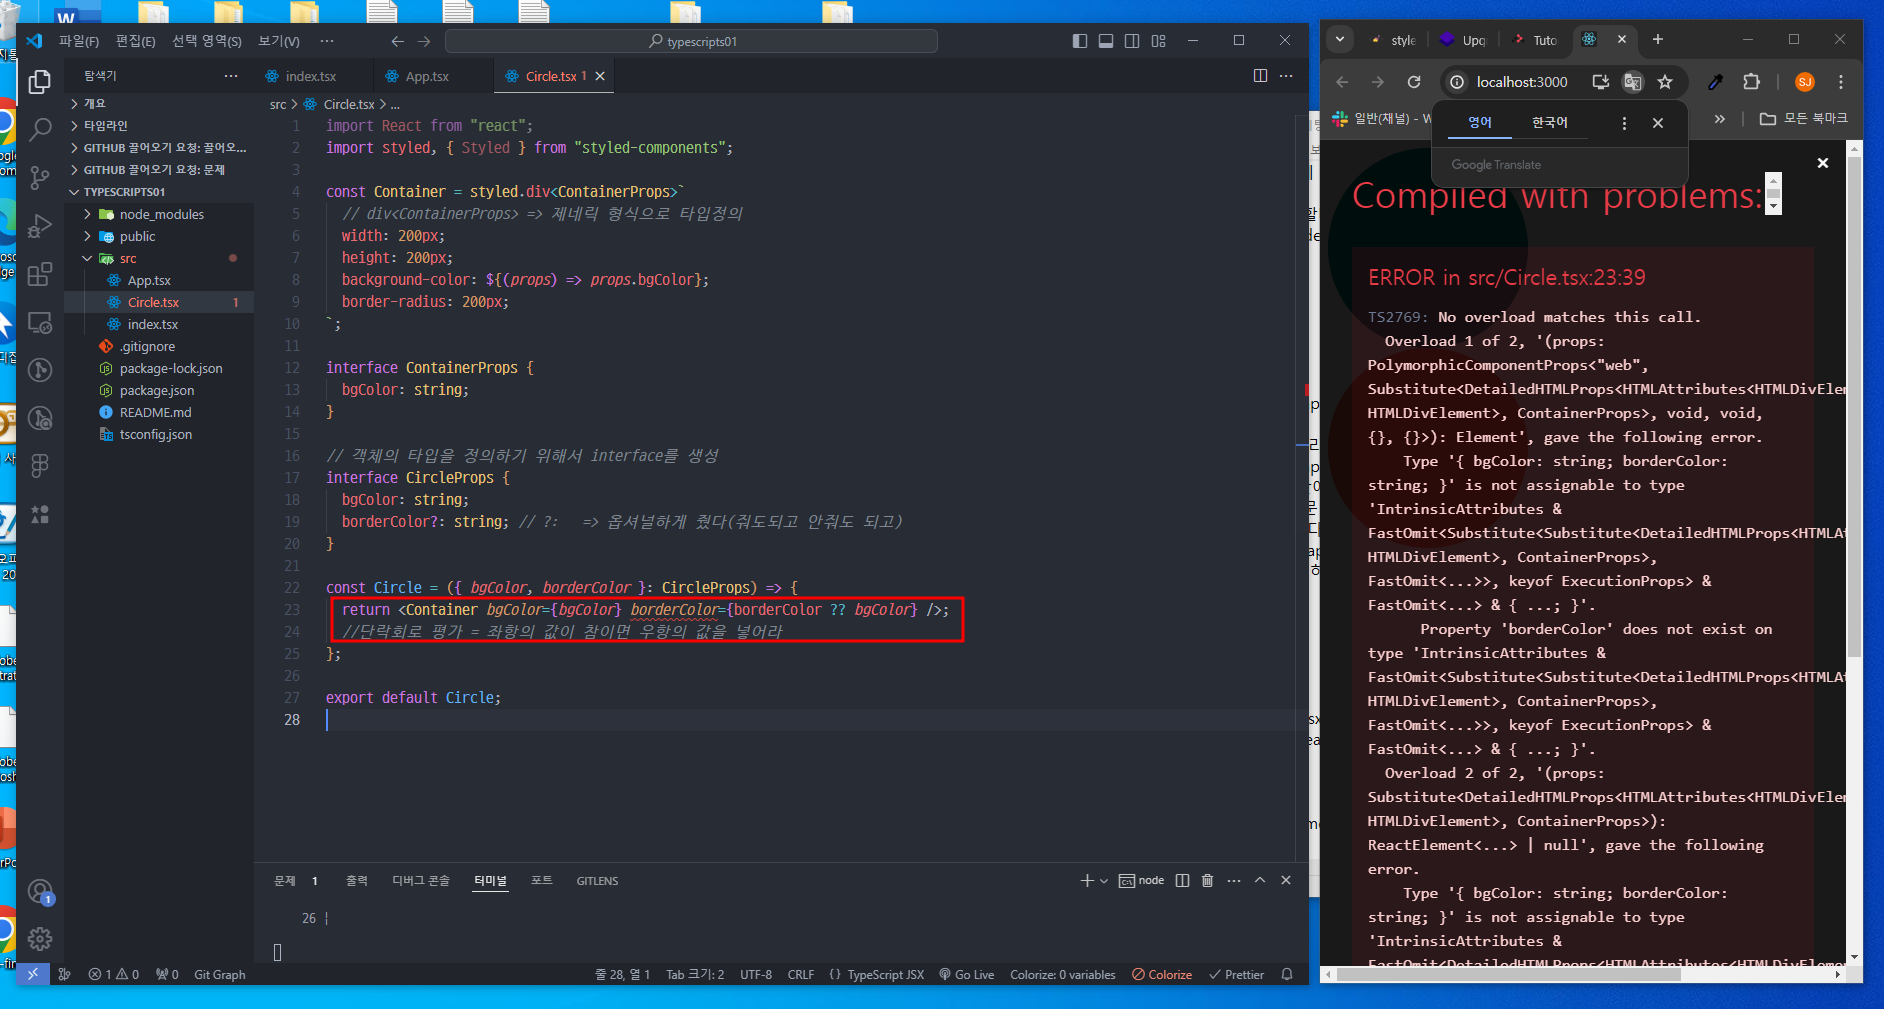 파일(F) 편집(E) 선택 영역(S) 보기(V) ··· typescripts01
탐색기 ···
개요
타임라인
GITHUB 끌어오기 요청: 끌어오...
GITHUB 끌어오기 요청: 문제
TYPESCRIPTS01
node_modules
public
src
App.tsx
Circle.tsx 1
index.tsx
.gitignore
package-lock.json
package.json
README.md
tsconfig.json
index.tsx App.tsx Circle.tsx 1
src > Circle.tsx > ...
1 import React from "react";
2 import styled, { Styled } from "styled-components";
3
4 const Container = styled.div<ContainerProps>`
5 // div<ContainerProps> => 제네릭 형식으로 타입정의
6 width: 200px;
7 height: 200px;
8 background-color: ${(props) => props.bgColor};
9 border-radius: 200px;
10 `;
11
12 interface ContainerProps {
13 bgColor: string;
14 }
15
16 // 객체의 타입을 정의하기 위해서 interface를 생성
17 interface CircleProps {
18 bgColor: string;
19 borderColor?: string; // ?: => 옵셔널하게 줬다(줘도되고 안줘도 되고)
20 }
21
22 const Circle = ({ bgColor, borderColor }: CircleProps) => {
23 return <Container bgColor={bgColor} borderColor={borderColor ?? bgColor} />;
24 //단락회로 평가 = 좌항의 값이 참이면 우항의 값을 넣어라
25 };
26
27 export default Circle;
28
문제 1 출력 디버그 콘솔 터미널 포트 GITLENS
node
26 |
1 0 0 Git Graph 줄 28, 열 1 Tab 크기: 2 UTF-8 CRLF {} TypeScript JSX Go Live Colorize: 0 variables Colorize Prettier
style Upq Tuto
localhost:3000 SJ
일반(채널) - W 모든 북마크
영어 한국어
Google Translate
Compiled with problems:
ERROR in src/Circle.tsx:23:39
TS2769: No overload matches this call.
Overload 1 of 2, '(props:
PolymorphicComponentProps<"web",
Substitute<DetailedHTMLProps<HTMLAttributes<HTMLDivElem
HTMLDivElement>, ContainerProps>, void, void,
{}, {}>): Element', gave the following error.
Type '{ bgColor: string; borderColor:
string; }' is not assignable to type
'IntrinsicAttributes &
FastOmit<Substitute<Substitute<DetailedHTMLProps<HTMLAt
HTMLDivElement>, ContainerProps>,
FastOmit<...>>, keyof ExecutionProps> &
FastOmit<...> & { ...; }'.
Property 'borderColor' does not exist on
type 'IntrinsicAttributes &
FastOmit<Substitute<Substitute<DetailedHTMLProps<HTMLAt
HTMLDivElement>, ContainerProps>,
FastOmit<...>>, keyof ExecutionProps> &
FastOmit<...> & { ...; }'.
Overload 2 of 2, '(props:
Substitute<DetailedHTMLProps<HTMLAttributes<HTMLDivElem
HTMLDivElement>, ContainerProps>):
ReactElement<...> | null', gave the following
error.
Type '{ bgColor: string; borderColor:
string; }' is not assignable to type
'IntrinsicAttributes &
FastOmit<DetailedHTMLProps<HTMLAttributes<HTMLDivElemen